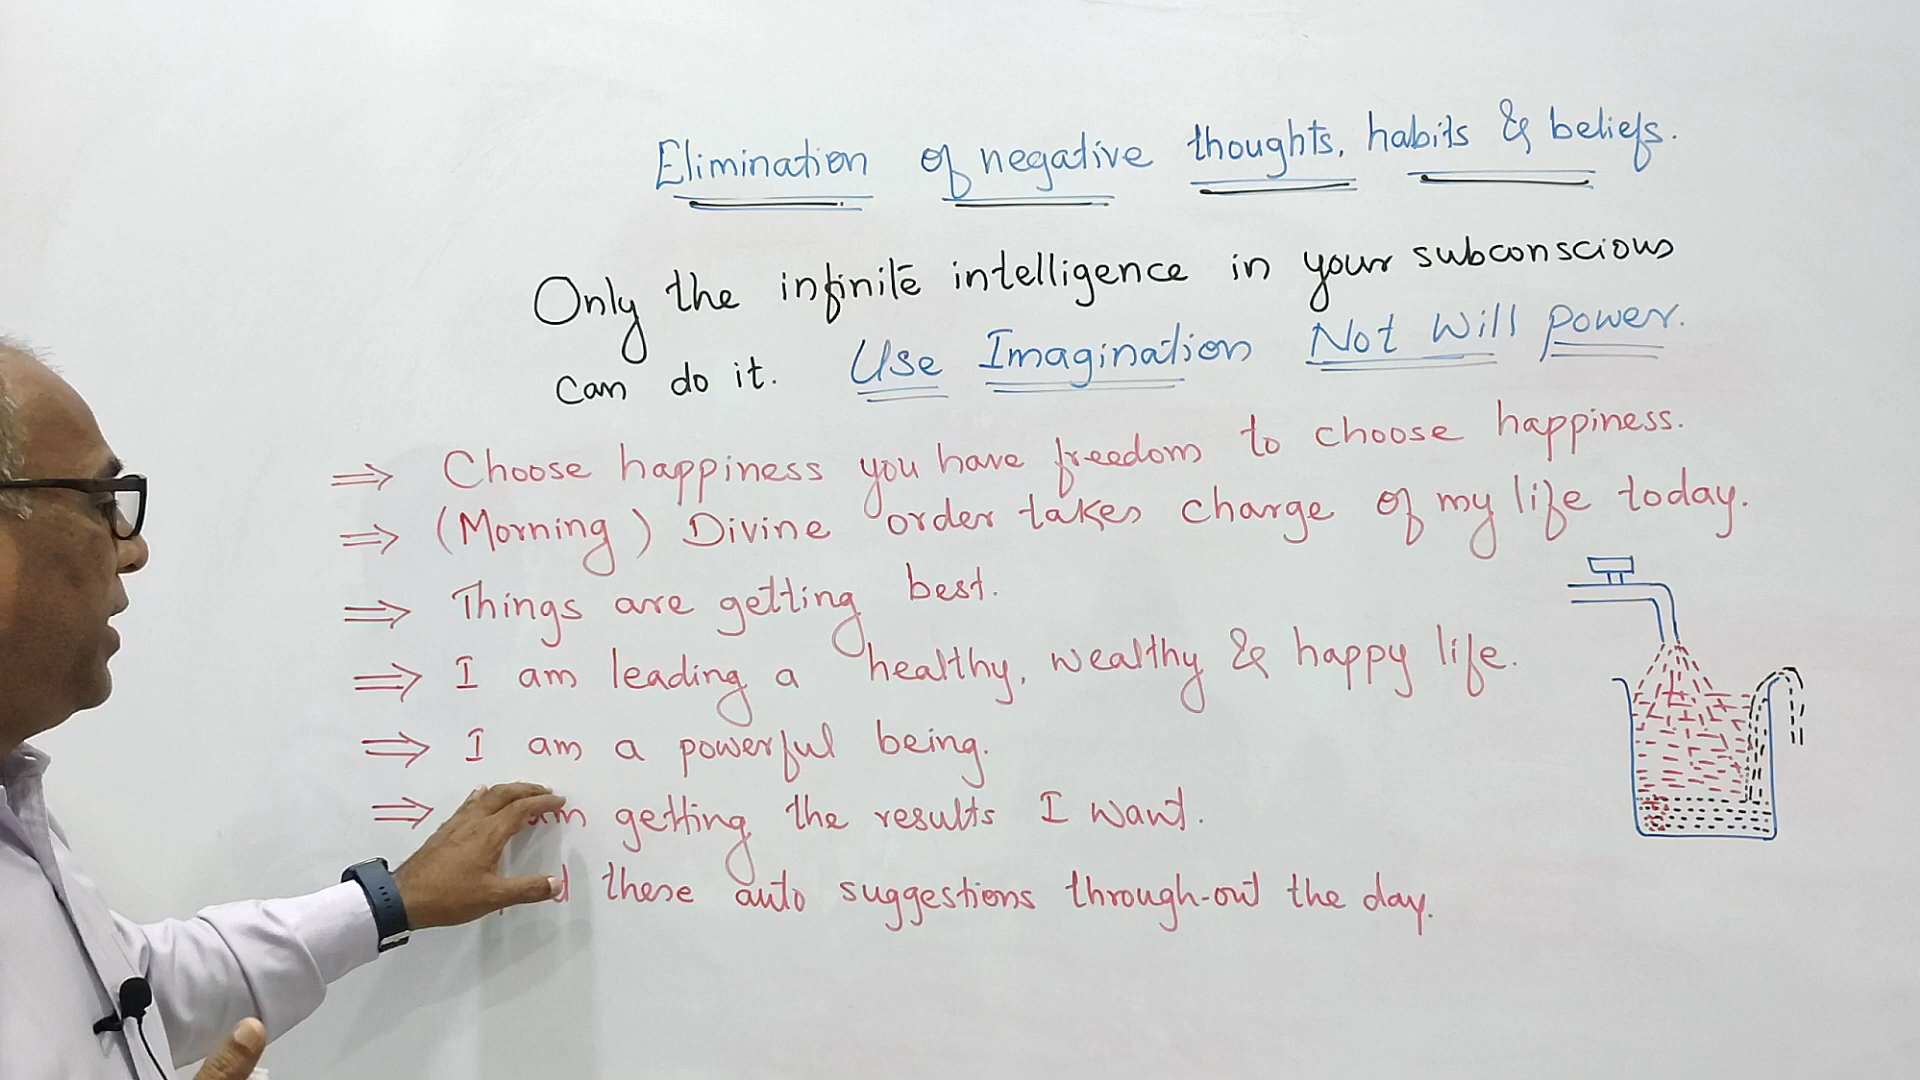 Elimination of negative thoughts, habits & beliefs.
Only the infinite intelligence in your subconscious
can do it. Use Imagination Not Will power.
⇒ Choose happiness you have freedom to choose happiness.
⇒ (Morning) Divine order takes charge of my life today.
⇒ Things are getting best.
⇒ I am leading a healthy, wealthy & happy life.
⇒ I am a powerful being.
⇒ am getting the results I want.
these auto suggestions through-out the day.